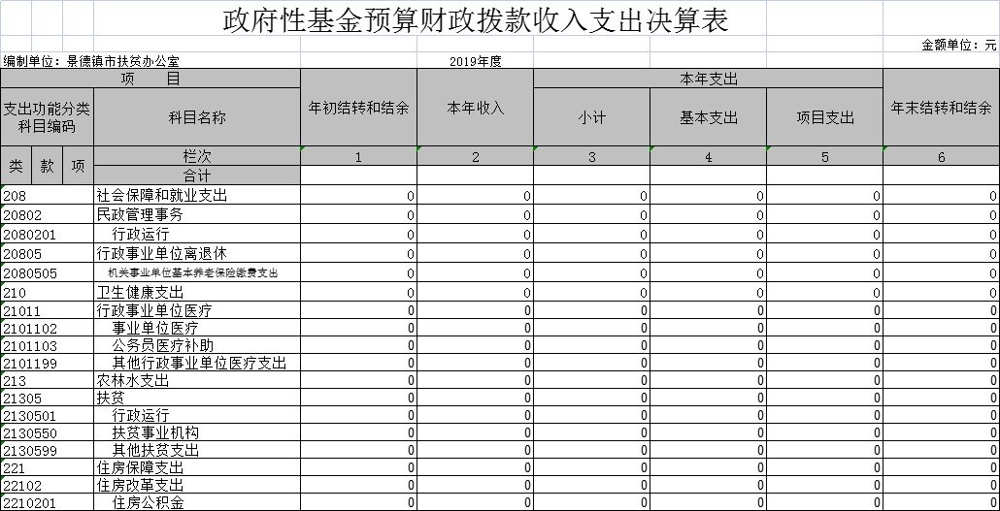 政府性基金预算财政拨款收入支出决算表
金额单位：元
编制单位：景德镇市扶贫办公室 2019年度
项 目 年初结转和结余 本年收入 本年支出 年末结转和结余
支出功能分类科目编码 科目名称 小计 基本支出 项目支出
类 款 项 栏次 1 2 3 4 5 6
合计
208 社会保障和就业支出 0 0 0 0 0 0
20802 民政管理事务 0 0 0 0 0 0
2080201 行政运行 0 0 0 0 0 0
20805 行政事业单位离退休 0 0 0 0 0 0
2080505 机关事业单位基本养老保险缴费支出 0 0 0 0 0 0
210 卫生健康支出 0 0 0 0 0 0
21011 行政事业单位医疗 0 0 0 0 0 0
2101102 事业单位医疗 0 0 0 0 0 0
2101103 公务员医疗补助 0 0 0 0 0 0
2101199 其他行政事业单位医疗支出 0 0 0 0 0 0
213 农林水支出 0 0 0 0 0 0
21305 扶贫 0 0 0 0 0 0
2130501 行政运行 0 0 0 0 0 0
2130550 扶贫事业机构 0 0 0 0 0 0
2130599 其他扶贫支出 0 0 0 0 0 0
221 住房保障支出 0 0 0 0 0 0
22102 住房改革支出 0 0 0 0 0 0
2210201 住房公积金 0 0 0 0 0 0